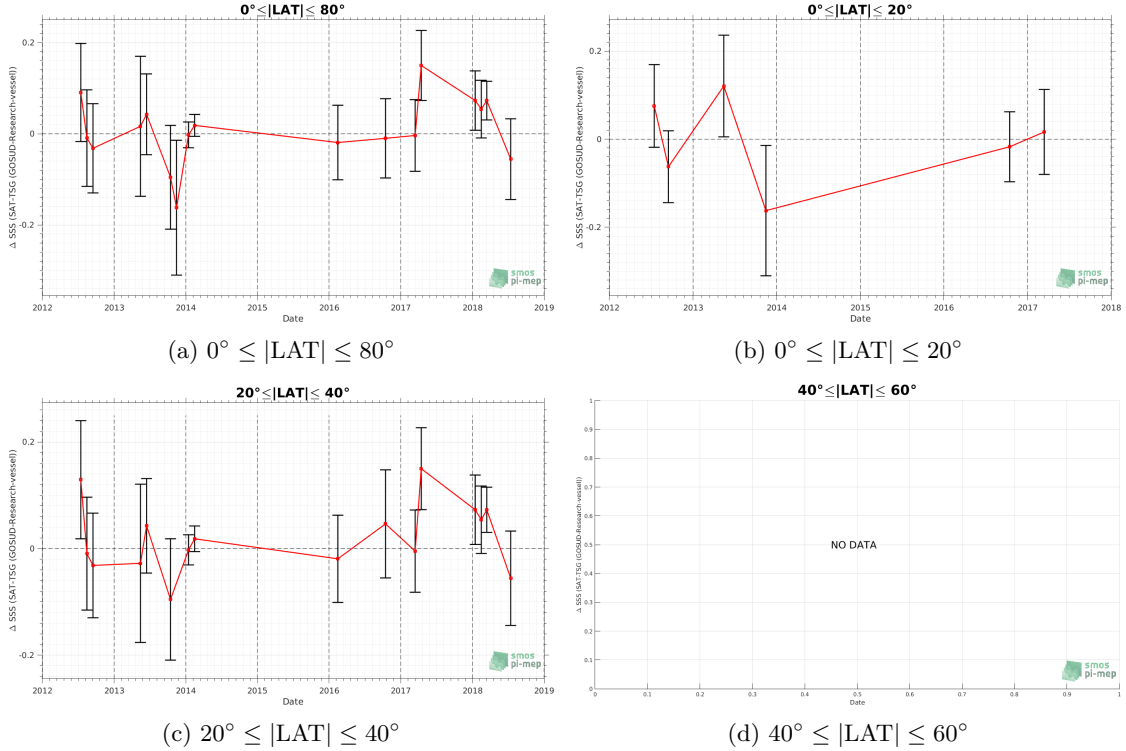 0°≤|LAT|≤ 80°
Δ SSS (SAT-TSG (GOSUD-Research-vessel))
0.2
0
-0.2
2012 2013 2014 2015 2016 2017 2018 2019
Date
smos
pi-mep
(a) 0° ≤ |LAT| ≤ 80°
0°≤|LAT|≤ 20°
Δ SSS (SAT-TSG (GOSUD-Research-vessel))
0.2
0
-0.2
2012 2013 2014 2015 2016 2017 2018
Date
smos
pi-mep
(b) 0° ≤ |LAT| ≤ 20°
20°≤|LAT|≤ 40°
Δ SSS (SAT-TSG (GOSUD-Research-vessel))
0.2
0
-0.2
2012 2013 2014 2015 2016 2017 2018 2019
Date
smos
pi-mep
(c) 20° ≤ |LAT| ≤ 40°
40°≤|LAT|≤ 60°
Δ SSS (SAT-TSG (GOSUD-Research-vessel))
1
0.9
0.8
0.7
0.6
0.5
0.4
0.3
0.2
0.1
0
NO DATA
0 0.1 0.2 0.3 0.4 0.5 0.6 0.7 0.8 0.9 1
Date
smos
pi-mep
(d) 40° ≤ |LAT| ≤ 60°